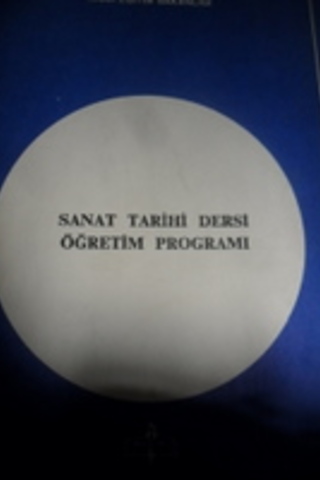 SANAT TARİHİ DERSİ
ÖĞRETİM PROGRAMI